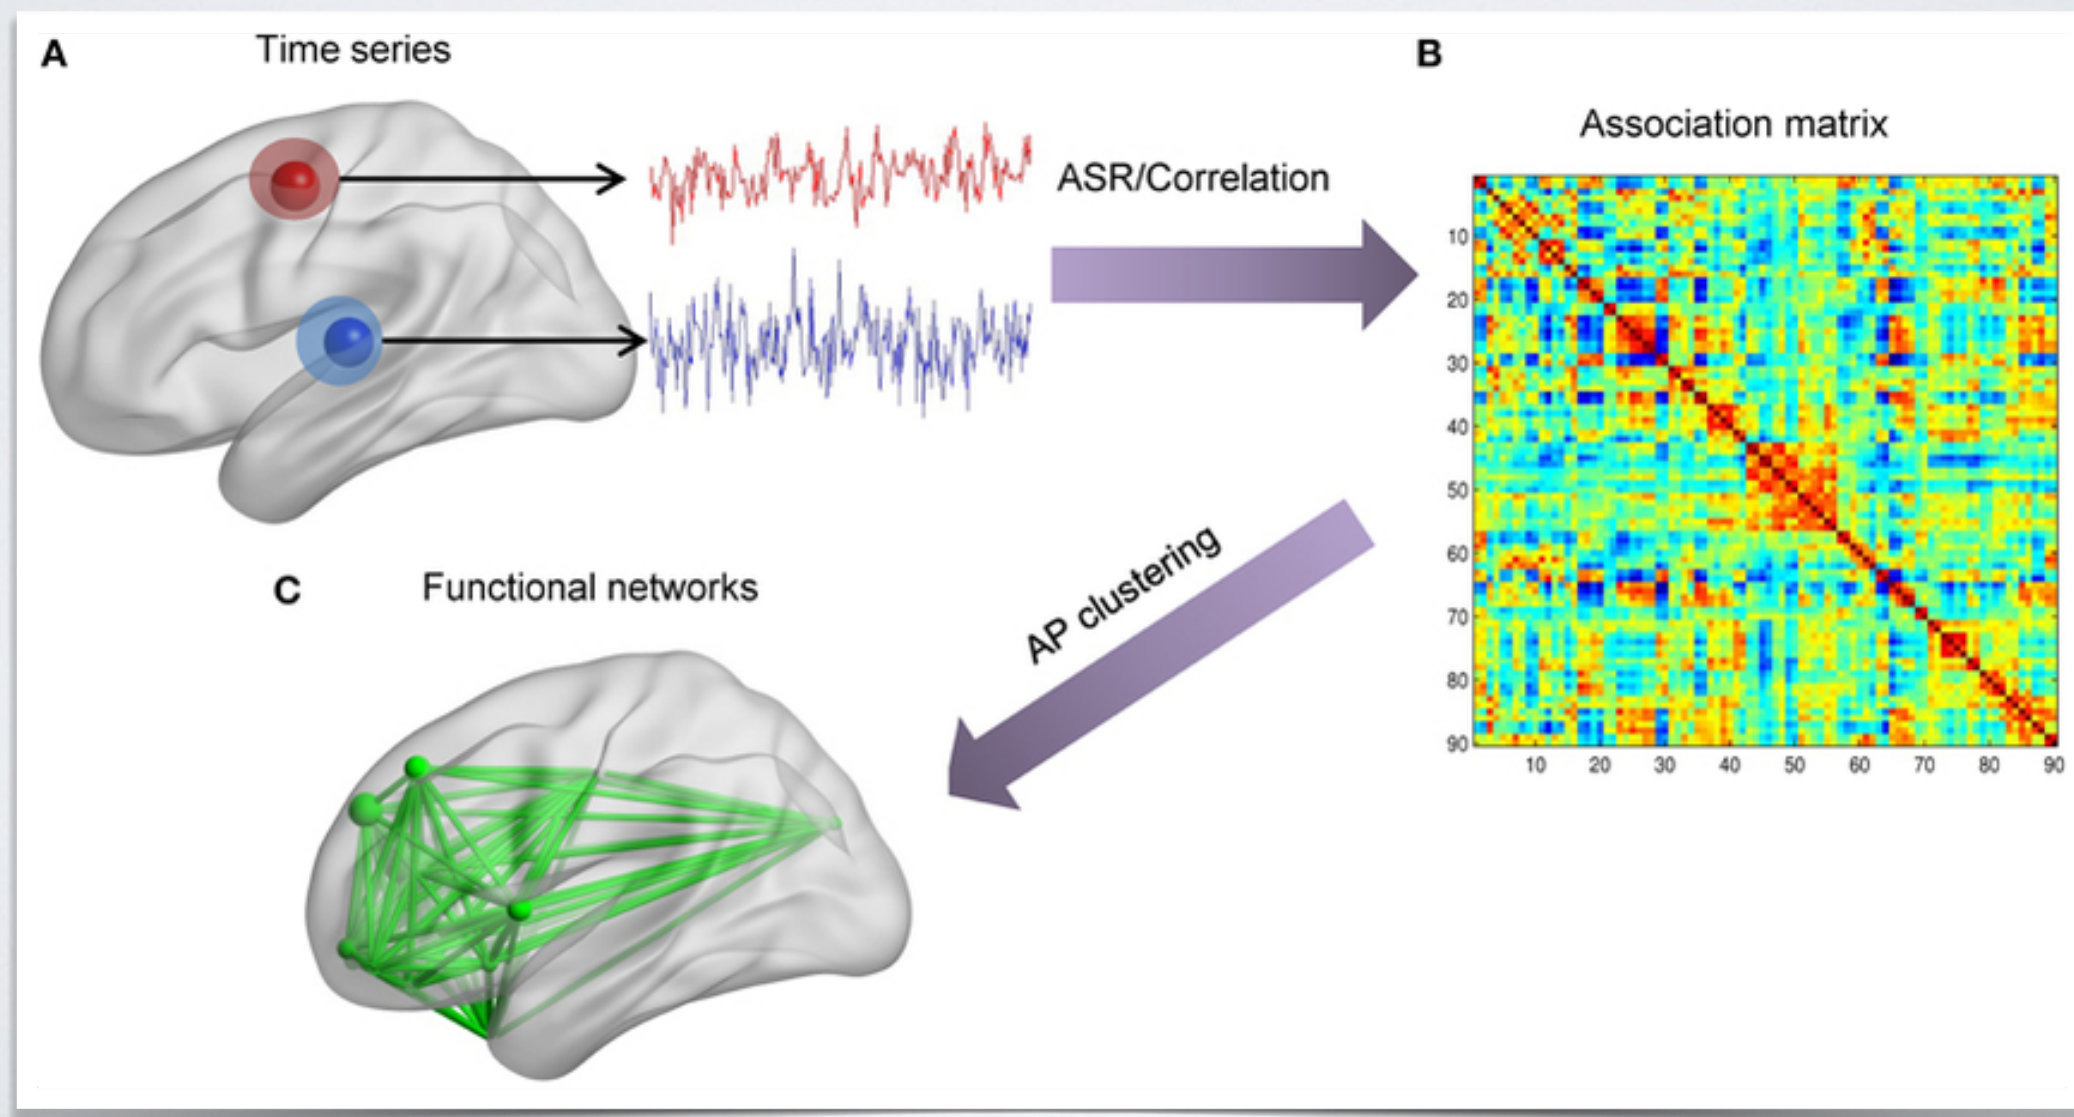 A
Time series
ASR/Correlation
B
Association matrix
10
20
30
40
50
60
70
80
90
10 20 30 40 50 60 70 80 90
AP clustering
C
Functional networks